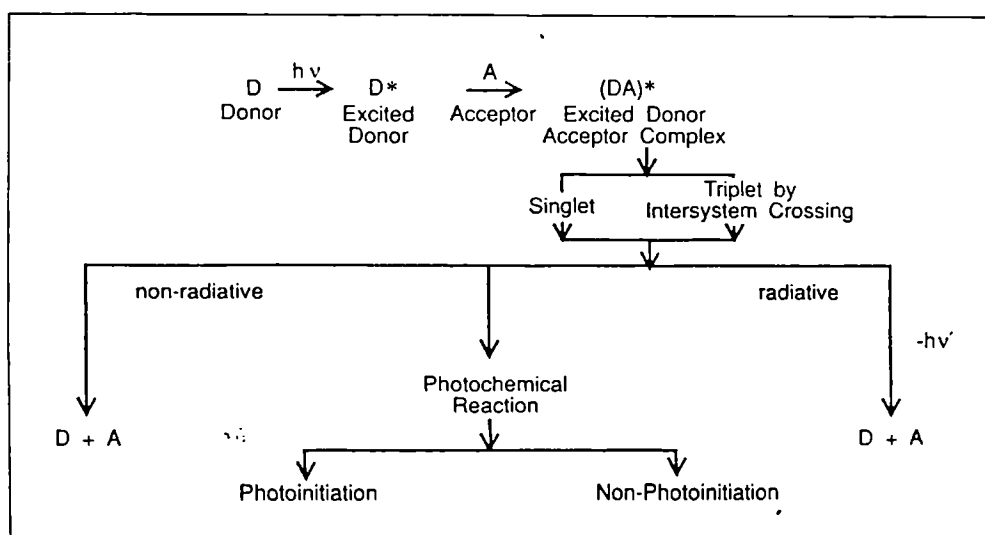 hν A
D D* (DA)*
Donor Excited Acceptor Excited Donor
Donor Acceptor Complex
Singlet Triplet by
Intersystem Crossing
non-radiative radiative
-hν´
Photochemical
Reaction
D + A D + A
Photoinitiation Non-Photoinitiation